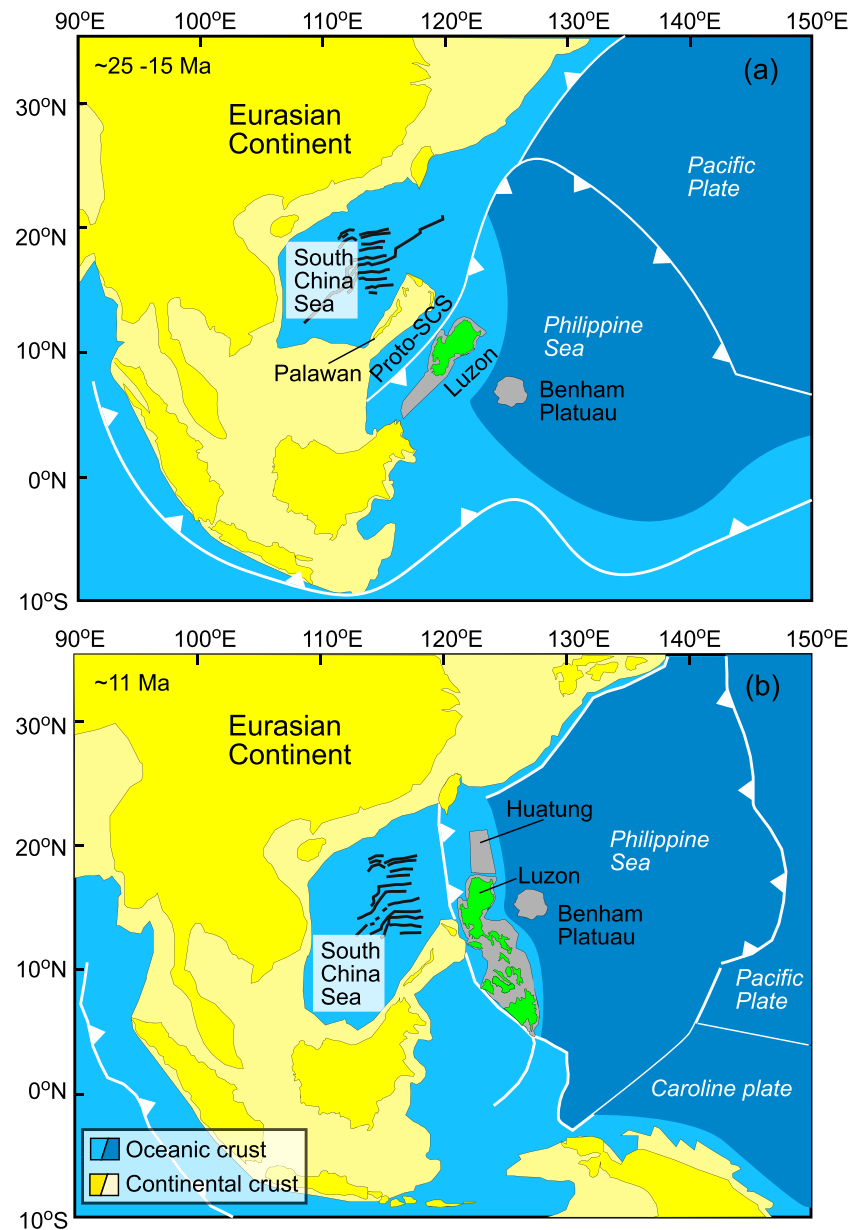 90°E 100°E 110°E 120°E 130°E 140°E 150°E
~25 -15 Ma
(a)
30°N
Eurasian
Continent
Pacific
Plate
20°N
South
China
Sea
Philippine
Sea
10°N
Palawan
Proto-SCS
Luzon
Benham
Platuau
0°N
10°S
90°E 100°E 110°E 120°E 130°E 140°E 150°E
~11 Ma
(b)
30°N
Eurasian
Continent
Huatung
20°N
Philippine
Sea
Luzon
Benham
Platuau
South
China
Sea
10°N
Pacific
Plate
Caroline plate
0°N
Oceanic crust
Continental crust
10°S